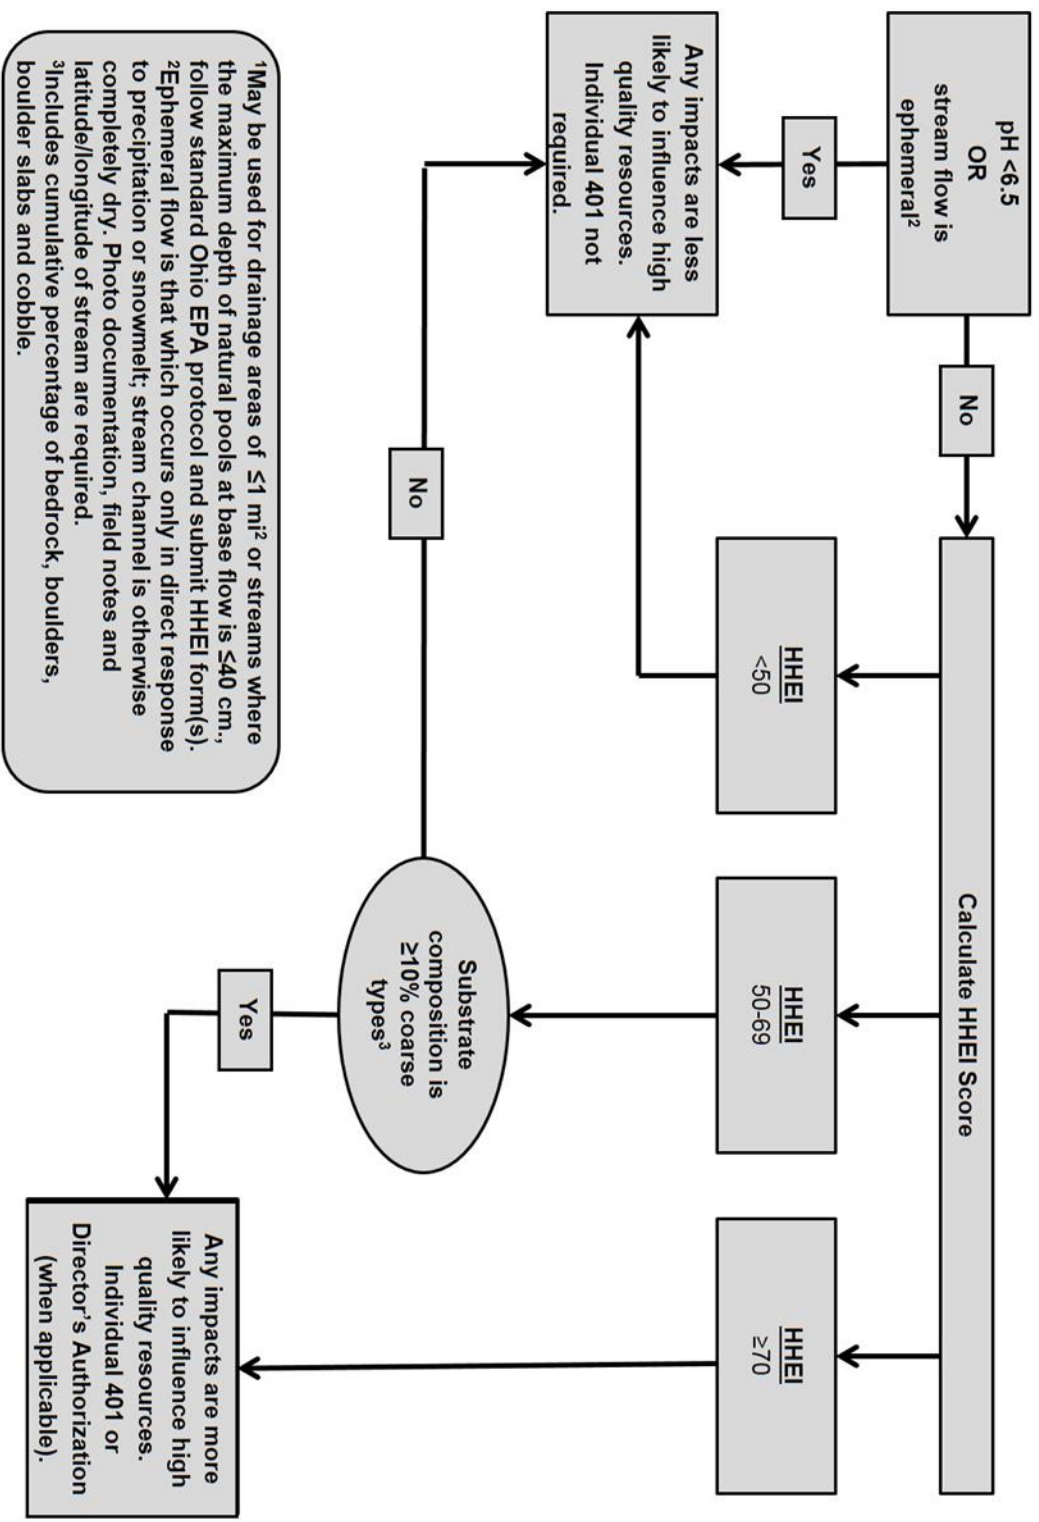 pH <6.5
OR
stream flow is
ephemeral²
No
Calculate HHEI Score
Yes
HHEI
<50
HHEI
50-69
HHEI
≥70
Any impacts are less
likely to influence high
quality resources.
Individual 401 not
required.
No
Substrate
composition is
≥10% coarse
types³
Yes
Any impacts are more
likely to influence high
quality resources.
Individual 401 or
Director’s Authorization
(when applicable).
¹May be used for drainage areas of ≤1 mi² or streams where
the maximum depth of natural pools at base flow is ≤40 cm.,
follow standard Ohio EPA protocol and submit HHEI form(s).
²Ephemeral flow is that which occurs only in direct response
to precipitation or snowmelt; stream channel is otherwise
completely dry. Photo documentation, field notes and
latitude/longitude of stream are required.
³Includes cumulative percentage of bedrock, boulders,
boulder slabs and cobble.